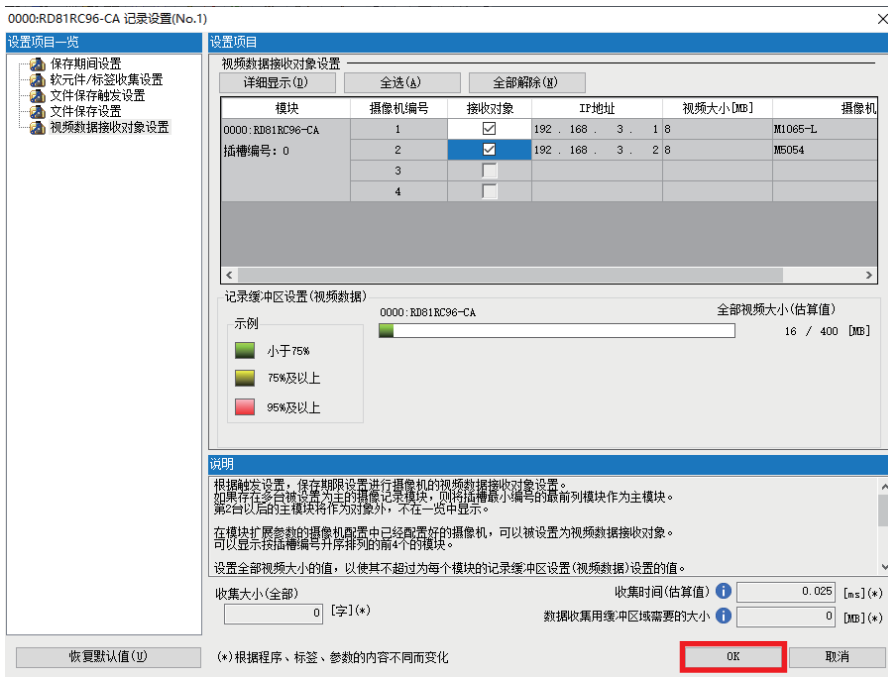 0000:RD81RC96-CA 记录设置(No.1)
设置项目一览
保存期间设置
软元件/标签收集设置
文件保存触发设置
文件保存设置
视频数据接收对象设置
设置项目
视频数据接收对象设置
详细显示(D) 全选(A) 全部解除(N)
模块 摄像机编号 接收对象 IP地址 视频大小[MB] 摄像机
0000:RD81RC96-CA 1 192 . 168 . 3 . 1 8 M1065-L
插槽编号: 0 2 192 . 168 . 3 . 2 8 M5054
3
4
记录缓冲区设置(视频数据)
示例
小于75%
75%及以上
95%及以上
0000:RD81RC96-CA
全部视频大小(估算值)
16 / 400 [MB]
说明
根据触发设置，保存期限设置进行摄像机的视频数据接收对象设置。
如果存在多台被设置为主的摄像记录模块，则将插槽最小编号的最前列模块作为主模块。
第2台以后的主模块将作为对象外，不在一览中显示。
在模块扩展参数的摄像机配置中已经配置好的摄像机，可以被设置为视频数据接收对象。
可以显示按插槽编号升序排列的前4个的模块。
设置全部视频大小的值，以使其不超过为每个模块的记录缓冲区设置(视频数据)设置的值。
收集大小(全部)
0 [字](*)
收集时间(估算值) 0.025 [ms](*)
数据收集用缓冲区域需要的大小 0 [MB](*)
恢复默认值(U)
(*)根据程序、标签、参数的内容不同而变化
OK 取消